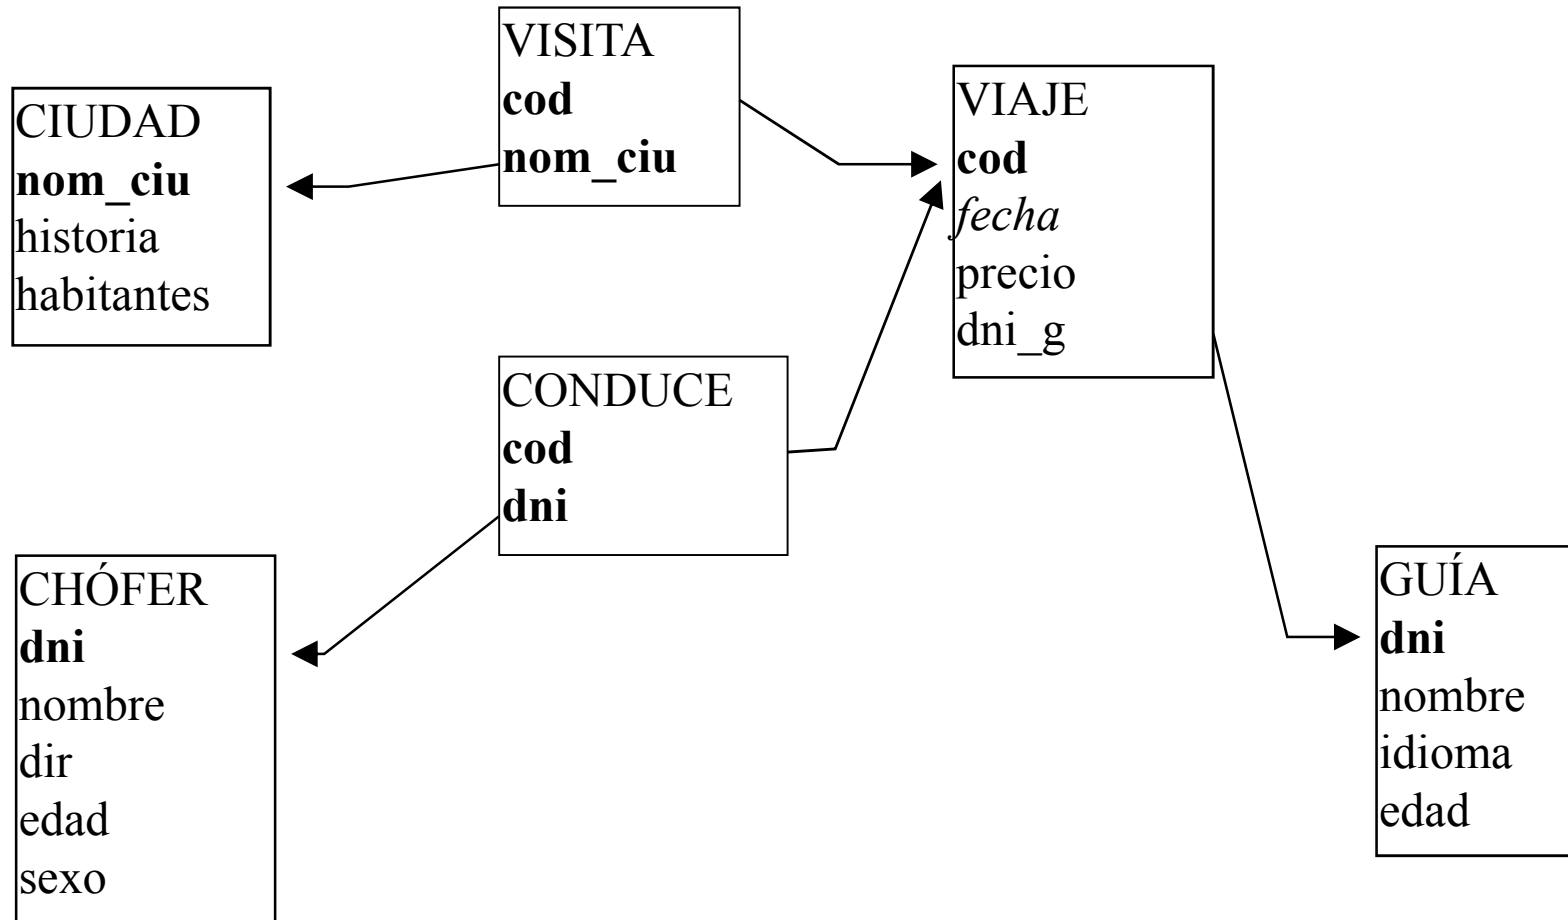 VISITA
cod
nom_ciu
CIUDAD
nom_ciu
historia
habitantes
VIAJE
cod
fecha
precio
dni_g
CONDUCE
cod
dni
CHÓFER
dni
nombre
dir
edad
sexo
GUÍA
dni
nombre
idioma
edad